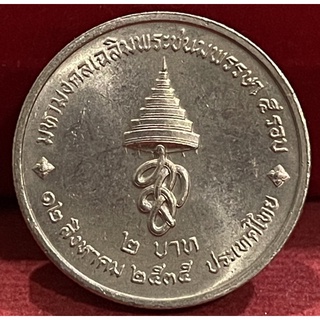 มหามงคลเฉลิมพระชนมพรรษา ๕ รอบ
๒ บาท
๑๒ สิงหาคม ๒๕๓๕ ประเทศไทย